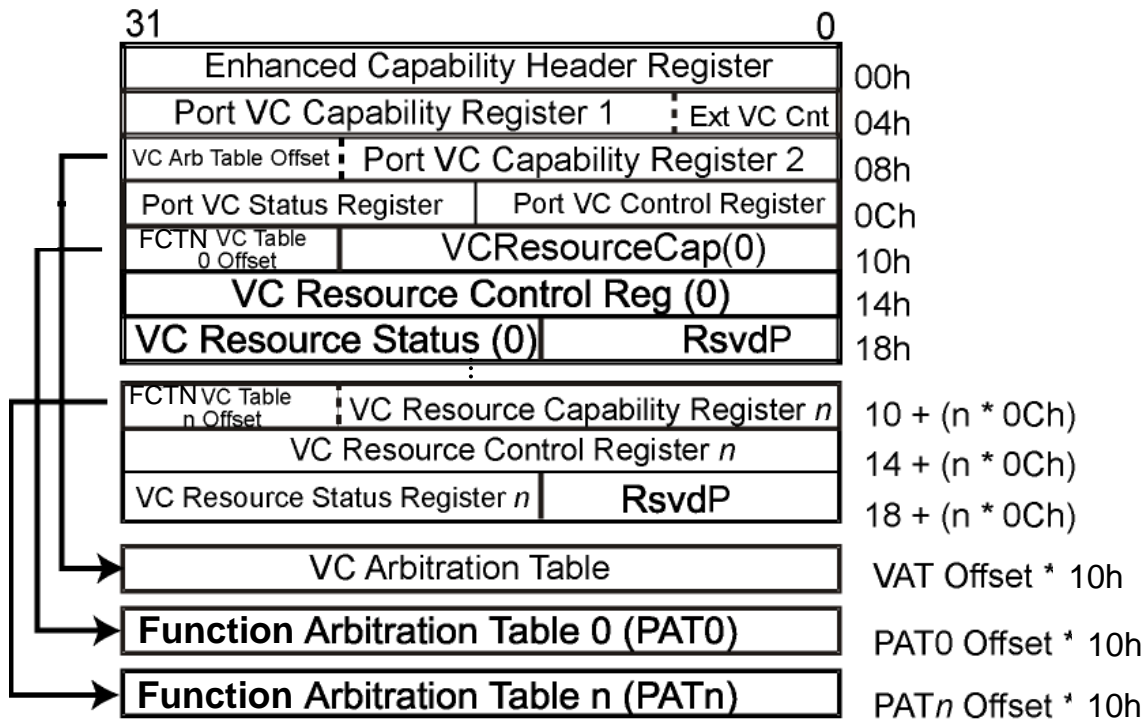 31 0
Enhanced Capability Header Register 00h
Port VC Capability Register 1 Ext VC Cnt 04h
VC Arb Table Offset Port VC Capability Register 2 08h
Port VC Status Register Port VC Control Register 0Ch
FCTN VC Table
0 Offset
VCResourceCap(0) 10h
VC Resource Control Reg (0) 14h
VC Resource Status (0) RsvdP 18h
FCTN VC Table
n Offset
VC Resource Capability Register n 10 + (n * 0Ch)
VC Resource Control Register n 14 + (n * 0Ch)
VC Resource Status Register n RsvdP 18 + (n * 0Ch)
VC Arbitration Table VAT Offset * 10h
Function Arbitration Table 0 (PAT0) PAT0 Offset * 10h
Function Arbitration Table n (PATn) PATn Offset * 10h